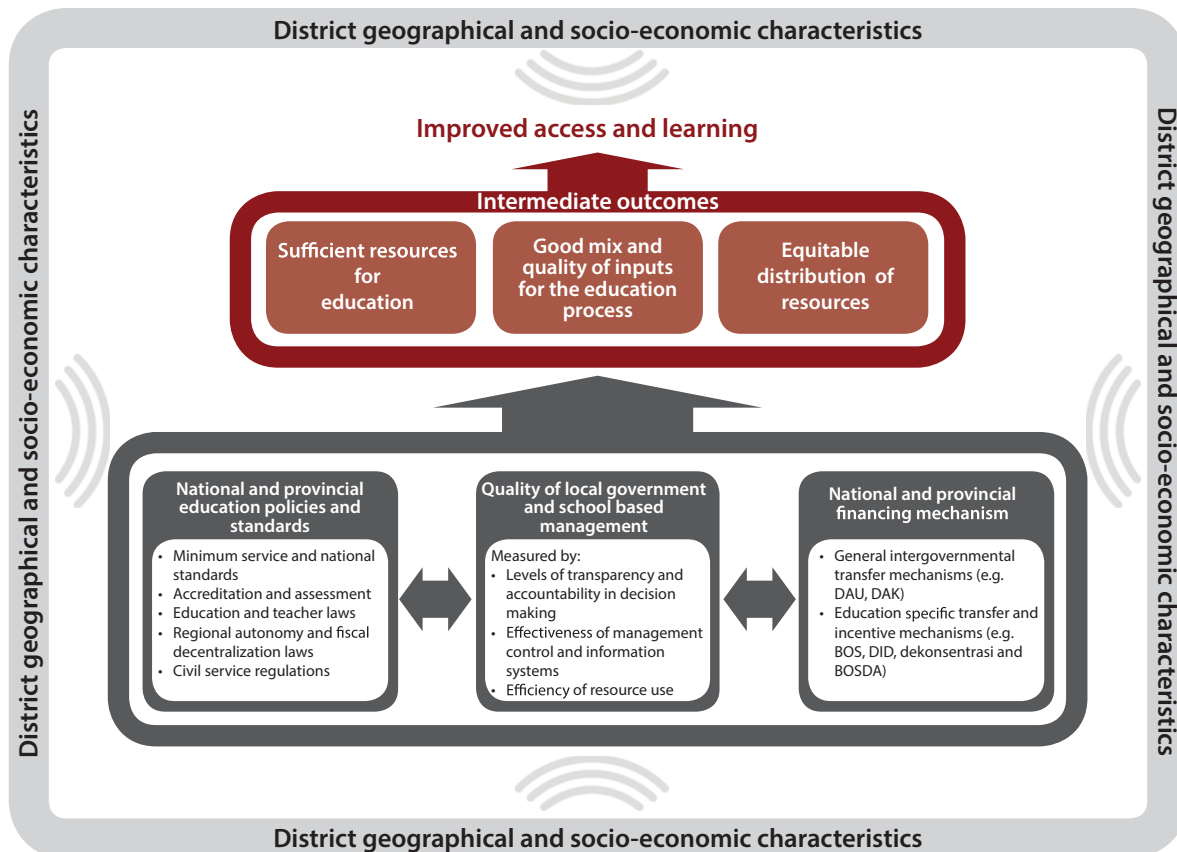 District geographical and socio-economic characteristics
District geographical and socio-economic characteristics
District geographical and socio-economic characteristics
Improved access and learning
Intermediate outcomes
Sufficient resources
for
education
Good mix and
quality of inputs
for the education
process
Equitable
distribution of
resources
National and provincial
education policies and
standards
• Minimum service and national
standards
• Accreditation and assessment
• Education and teacher laws
• Regional autonomy and fiscal
decentralization laws
• Civil service regulations
Quality of local government
and school based
management
Measured by:
• Levels of transparency and
accountability in decision
making
• Effectiveness of management
control and information
systems
• Efficiency of resource use
National and provincial
financing mechanism
• General intergovernmental
transfer mechanisms (e.g.
DAU, DAK)
• Education specific transfer and
incentive mechanisms (e.g.
BOS, DID, dekonsentrasi and
BOSDA)
District geographical and socio-economic characteristics